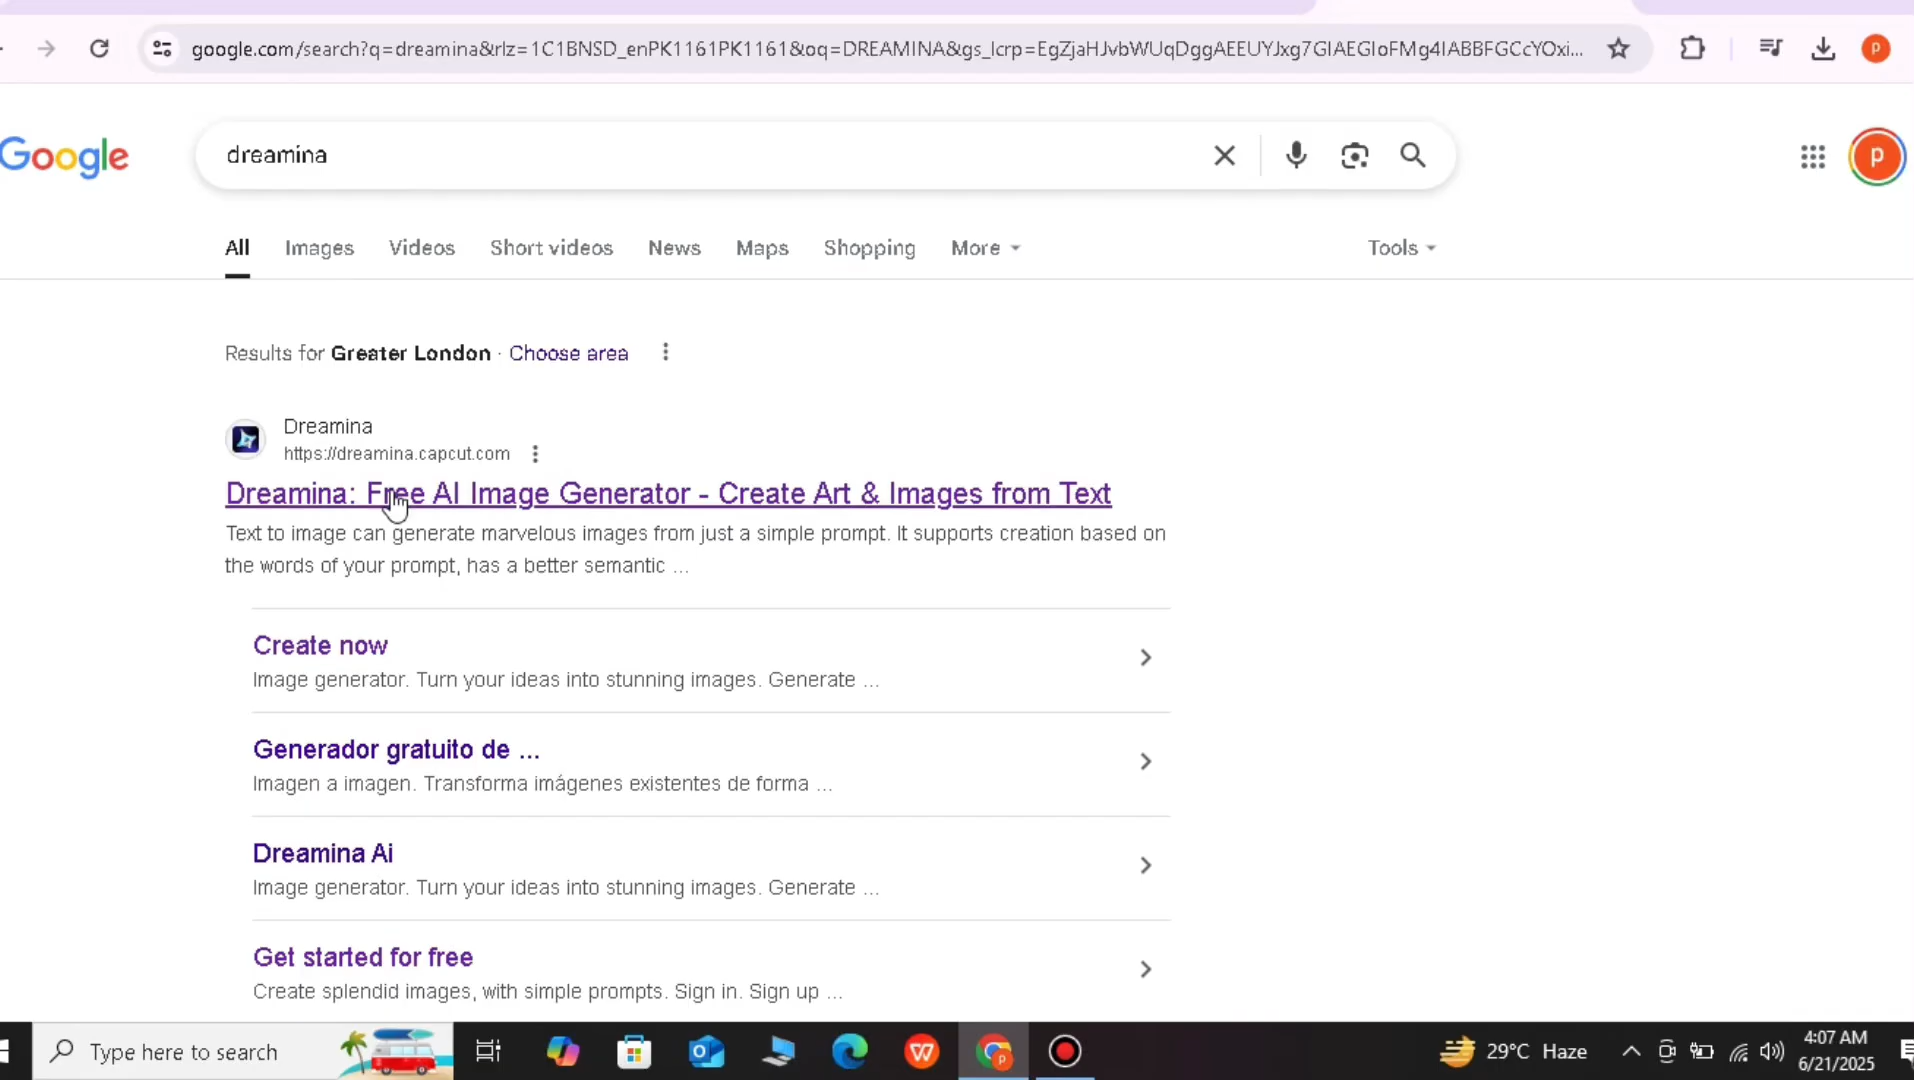 google.com/search?q=dreamina&rlz=1C1BNSD_enPK1161PK1161&oq=DREAMINA&gs_lcrp=EgZjaHJvbWUqDggAEEUYJxg7GIAEGIoFMg4IABBFGCcYOxi...
P
Google
dreamina
p
All Images Videos Short videos News Maps Shopping More Tools
Results for Greater London · Choose area
Dreamina
https://dreamina.capcut.com
Dreamina: Free AI Image Generator - Create Art & Images from Text
Text to image can generate marvelous images from just a simple prompt. It supports creation based on
the words of your prompt, has a better semantic ...
Create now
Image generator. Turn your ideas into stunning images. Generate ...
Generador gratuito de ...
Imagen a imagen. Transforma imágenes existentes de forma ...
Dreamina Ai
Image generator. Turn your ideas into stunning images. Generate ...
Get started for free
Create splendid images, with simple prompts. Sign in. Sign up ...
Type here to search
29°C Haze
4:07 AM
6/21/2025